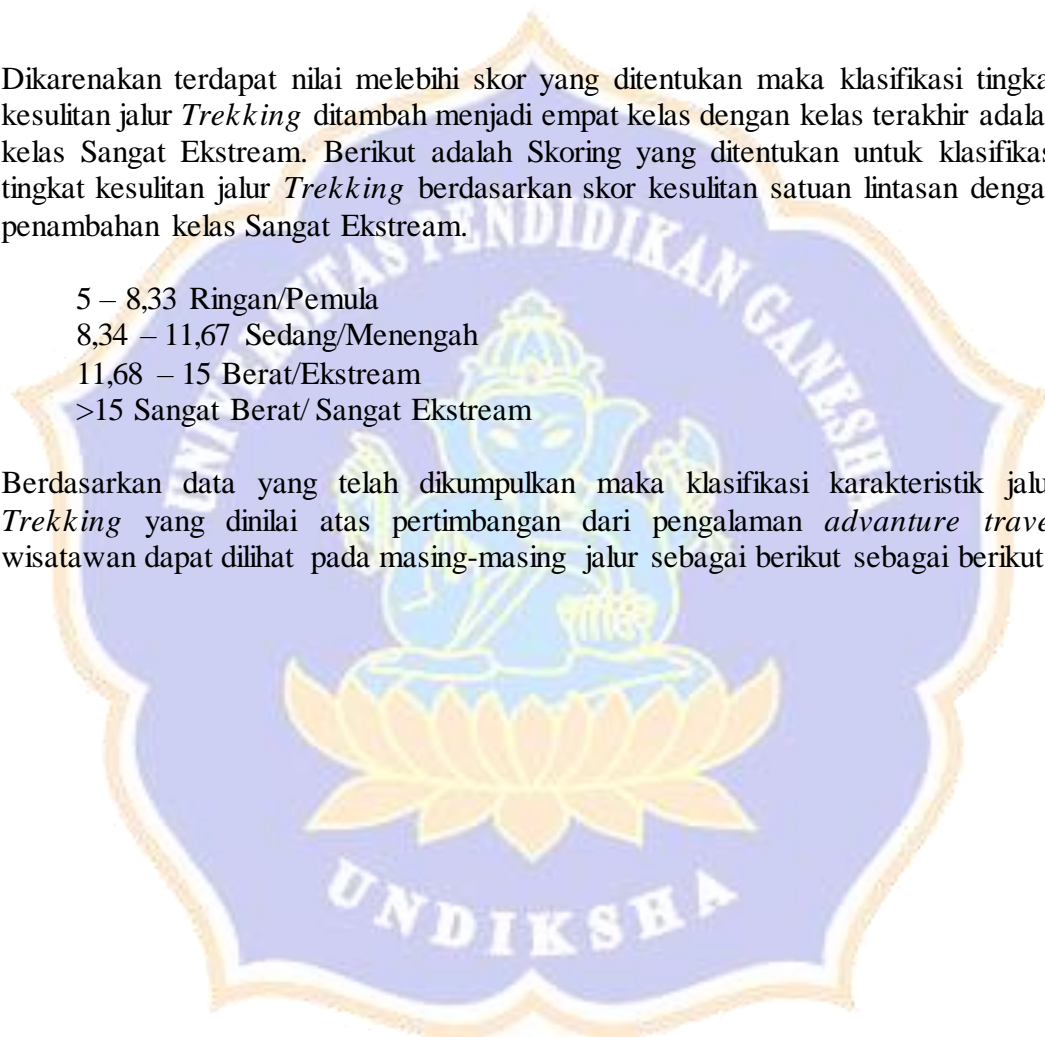 Dikarenakan terdapat nilai melebihi skor yang ditentukan maka klasifikasi tingka
kesulitan jalur Trekking ditambah menjadi empat kelas dengan kelas terakhir adala
kelas Sangat Ekstream. Berikut adalah Skoring yang ditentukan untuk klasifikas
tingkat kesulitan jalur Trekking berdasarkan skor kesulitan satuan lintasan denga
penambahan kelas Sangat Ekstream.
5 – 8,33 Ringan/Pemula
8,34 – 11,67 Sedang/Menengah
11,68 – 15 Berat/Ekstream
>15 Sangat Berat/ Sangat Ekstream
Berdasarkan data yang telah dikumpulkan maka klasifikasi karakteristik jalu
Trekking yang dinilai atas pertimbangan dari pengalaman advanture trave
wisatawan dapat dilihat pada masing-masing jalur sebagai berikut sebagai berikut
UNIVERSITAS PENDIDIKAN GANESHA
UNDIKSHA